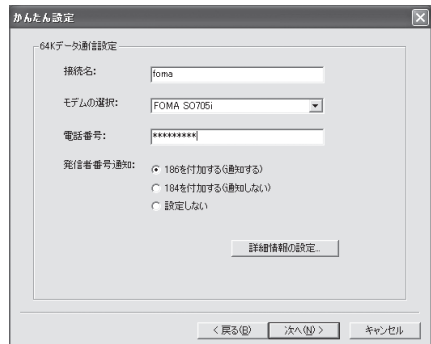 かんたん設定
64Kデータ通信設定
接続名: foma
モデムの選択: FOMA SO705i
電話番号: *********
発信者番号通知: 186を付加する(通知する)
184を付加する(通知しない)
設定しない
詳細情報の設定...
< 戻る(B) 次へ(N) > キャンセル